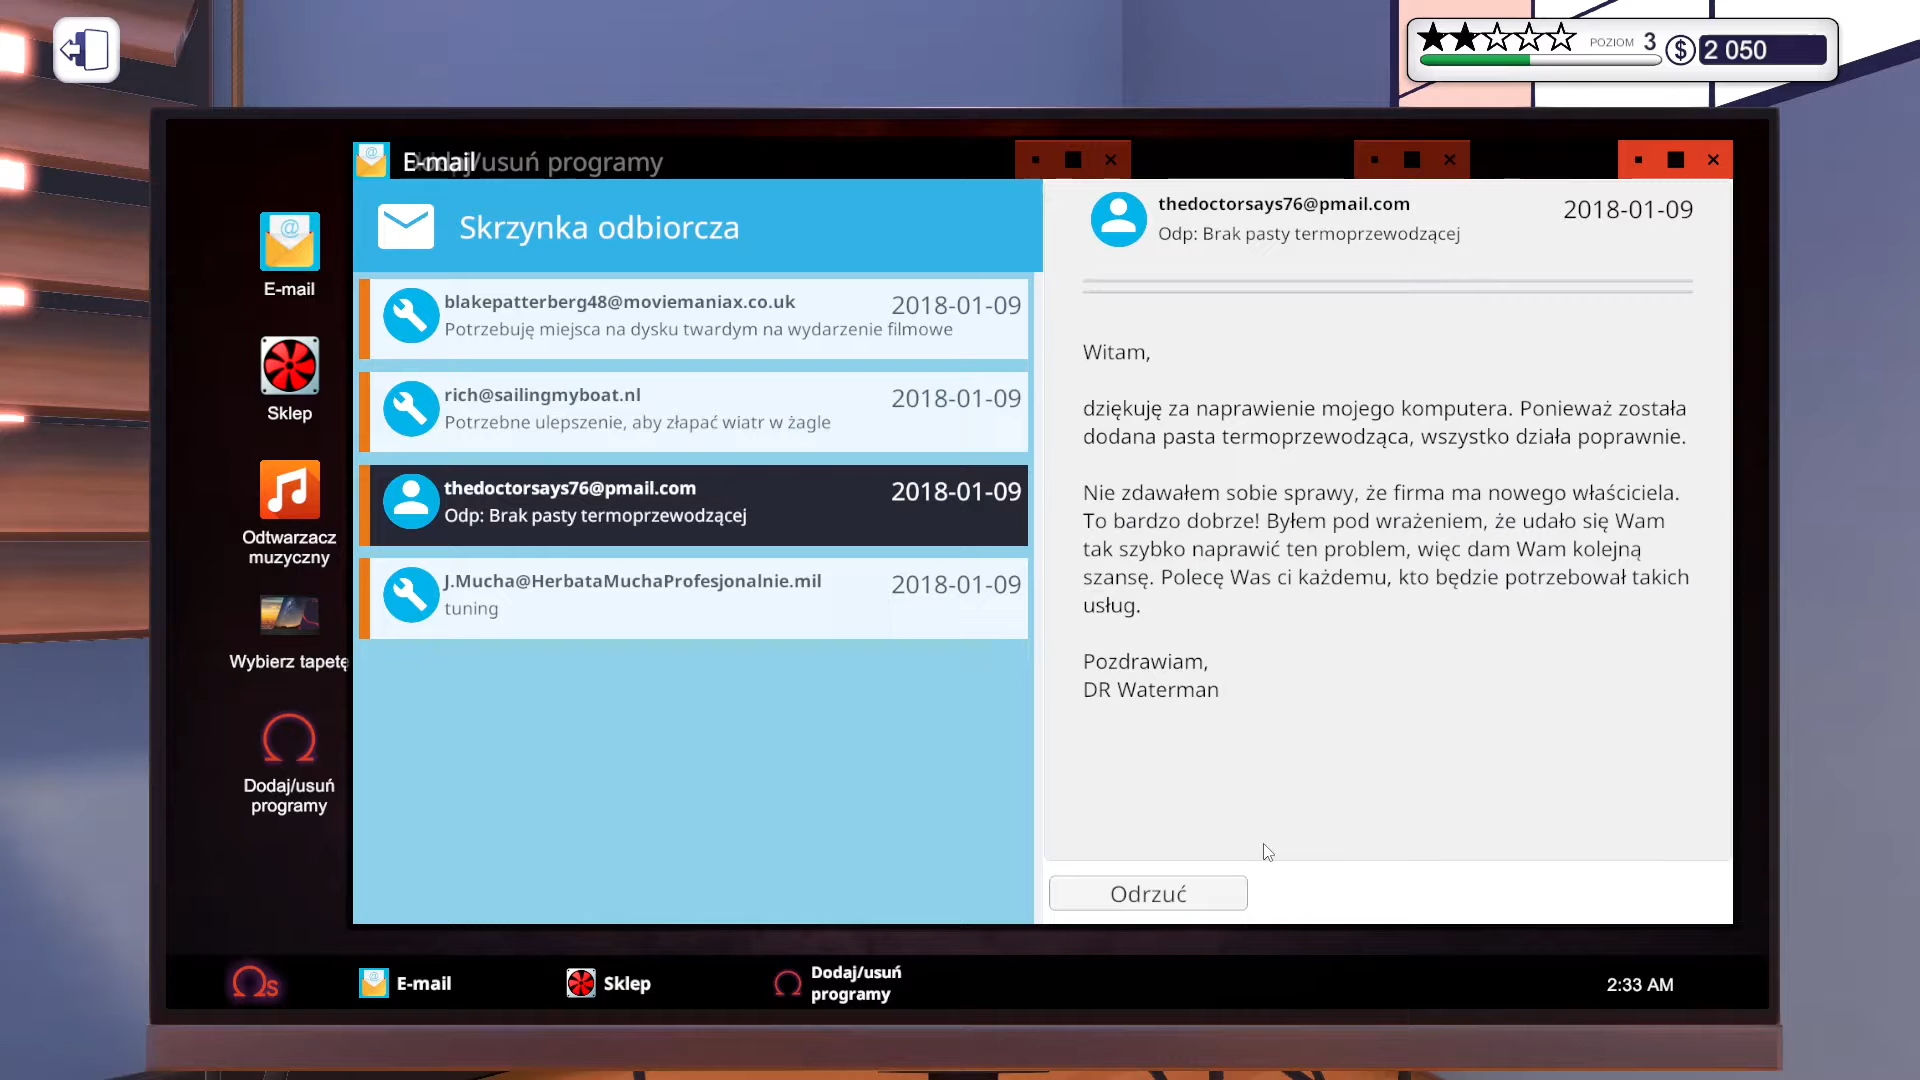 POZIOM 3
$ 2 050
E-mail
/usuń programy
Skrzynka odbiorcza
blakepatterberg48@moviemaniax.co.uk
2018-01-09
Potrzebuję miejsca na dysku twardym na wydarzenie filmowe
rich@sailingmyboat.nl
2018-01-09
Potrzebne ulepszenie, aby złapać wiatr w żagle
thedoctorsays76@pmail.com
2018-01-09
Odp: Brak pasty termoprzewodzącej
J.Mucha@HerbataMuchaProfesjonalnie.mil
2018-01-09
tuning
thedoctorsays76@pmail.com
2018-01-09
Odp: Brak pasty termoprzewodzącej
Witam,
dziękuję za naprawienie mojego komputera. Ponieważ została
dodana pasta termoprzewodząca, wszystko działa poprawnie.
Nie zdawałem sobie sprawy, że firma ma nowego właściciela.
To bardzo dobrze! Byłem pod wrażeniem, że udało się Wam
tak szybko naprawić ten problem, więc dam Wam kolejną
szansę. Polecę Was ci każdemu, kto będzie potrzebował takich
usług.
Pozdrawiam,
DR Waterman
Odrzuć
E-mail
Sklep
Odtwarzacz
muzyczny
Wybierz tapetę
Dodaj/usuń
programy
Ωs
E-mail
Sklep
Dodaj/usuń
programy
2:33 AM